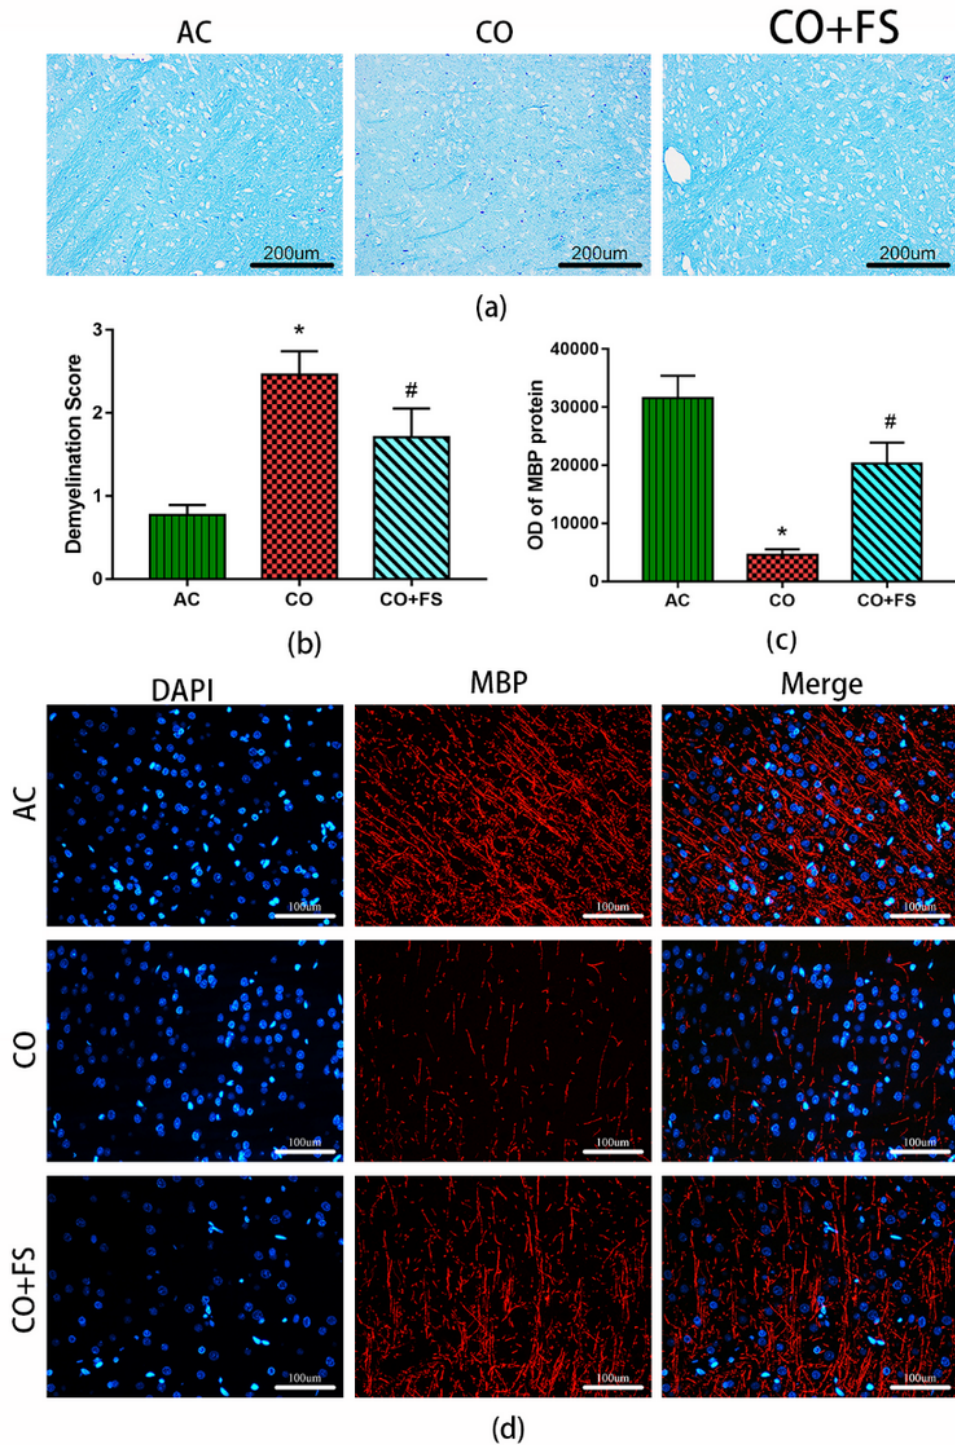 AC CO CO+FS
200um 200um 200um
(a)
Demyelination Score
3
2
1
0
*
#
AC CO CO+FS
(b)
OD of MBP protein
40000
30000
20000
10000
0
*
#
AC CO CO+FS
(c)
DAPI MBP Merge
AC
100um 100um 100um
CO
100um 100um 100um
CO+FS
100um 100um 100um
(d)